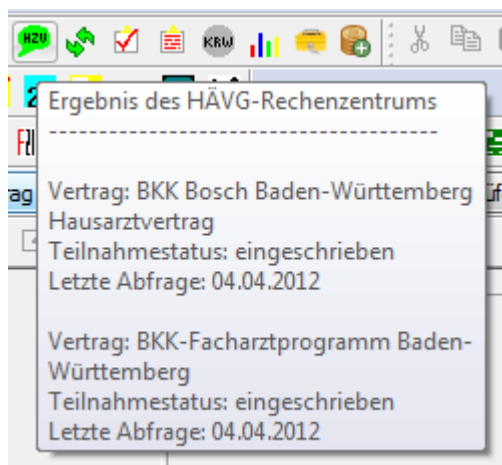 HZV
KRW
Ergebnis des HÄVG-Rechenzentrums
---------------------------------------
Vertrag: BKK Bosch Baden-Württemberg
Hausarztvertrag
Teilnahmestatus: eingeschrieben
Letzte Abfrage: 04.04.2012
Vertrag: BKK-Facharztprogramm Baden-
Württemberg
Teilnahmestatus: eingeschrieben
Letzte Abfrage: 04.04.2012